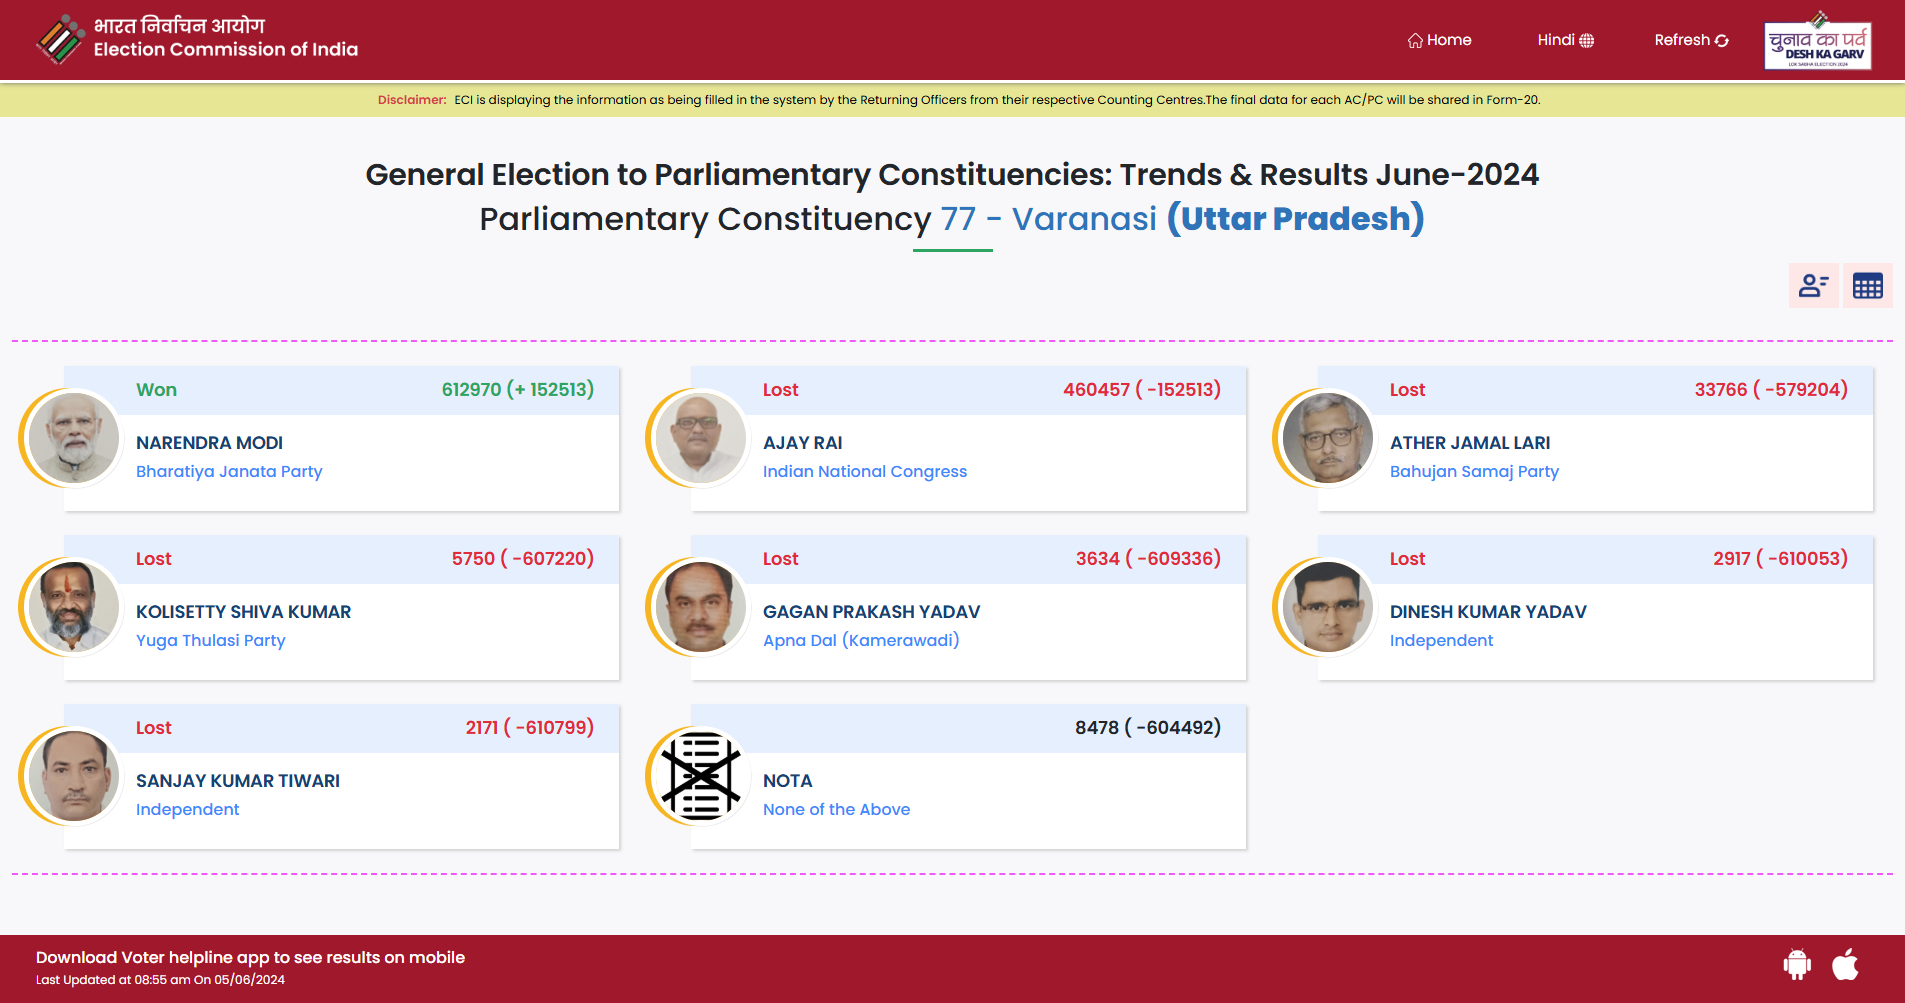 भारत निर्वाचन आयोग
Election Commission of India
Home
Hindi
Refresh
चुनाव का पर्व
DESH KA GARV
LOK SABHA ELECTION 2024
Disclaimer: ECI is displaying the information as being filled in the system by the Returning Officers from their respective Counting Centres.The final data for each AC/PC will be shared in Form-20.
General Election to Parliamentary Constituencies: Trends & Results June-2024
Parliamentary Constituency 77 - Varanasi (Uttar Pradesh)
Won 612970 (+ 152513)
NARENDRA MODI
Bharatiya Janata Party
Lost 460457 ( -152513)
AJAY RAI
Indian National Congress
Lost 33766 ( -579204)
ATHER JAMAL LARI
Bahujan Samaj Party
Lost 5750 ( -607220)
KOLISETTY SHIVA KUMAR
Yuga Thulasi Party
Lost 3634 ( -609336)
GAGAN PRAKASH YADAV
Apna Dal (Kamerawadi)
Lost 2917 ( -610053)
DINESH KUMAR YADAV
Independent
Lost 2171 ( -610799)
SANJAY KUMAR TIWARI
Independent
8478 ( -604492)
NOTA
None of the Above
Download Voter helpline app to see results on mobile
Last Updated at 08:55 am On 05/06/2024